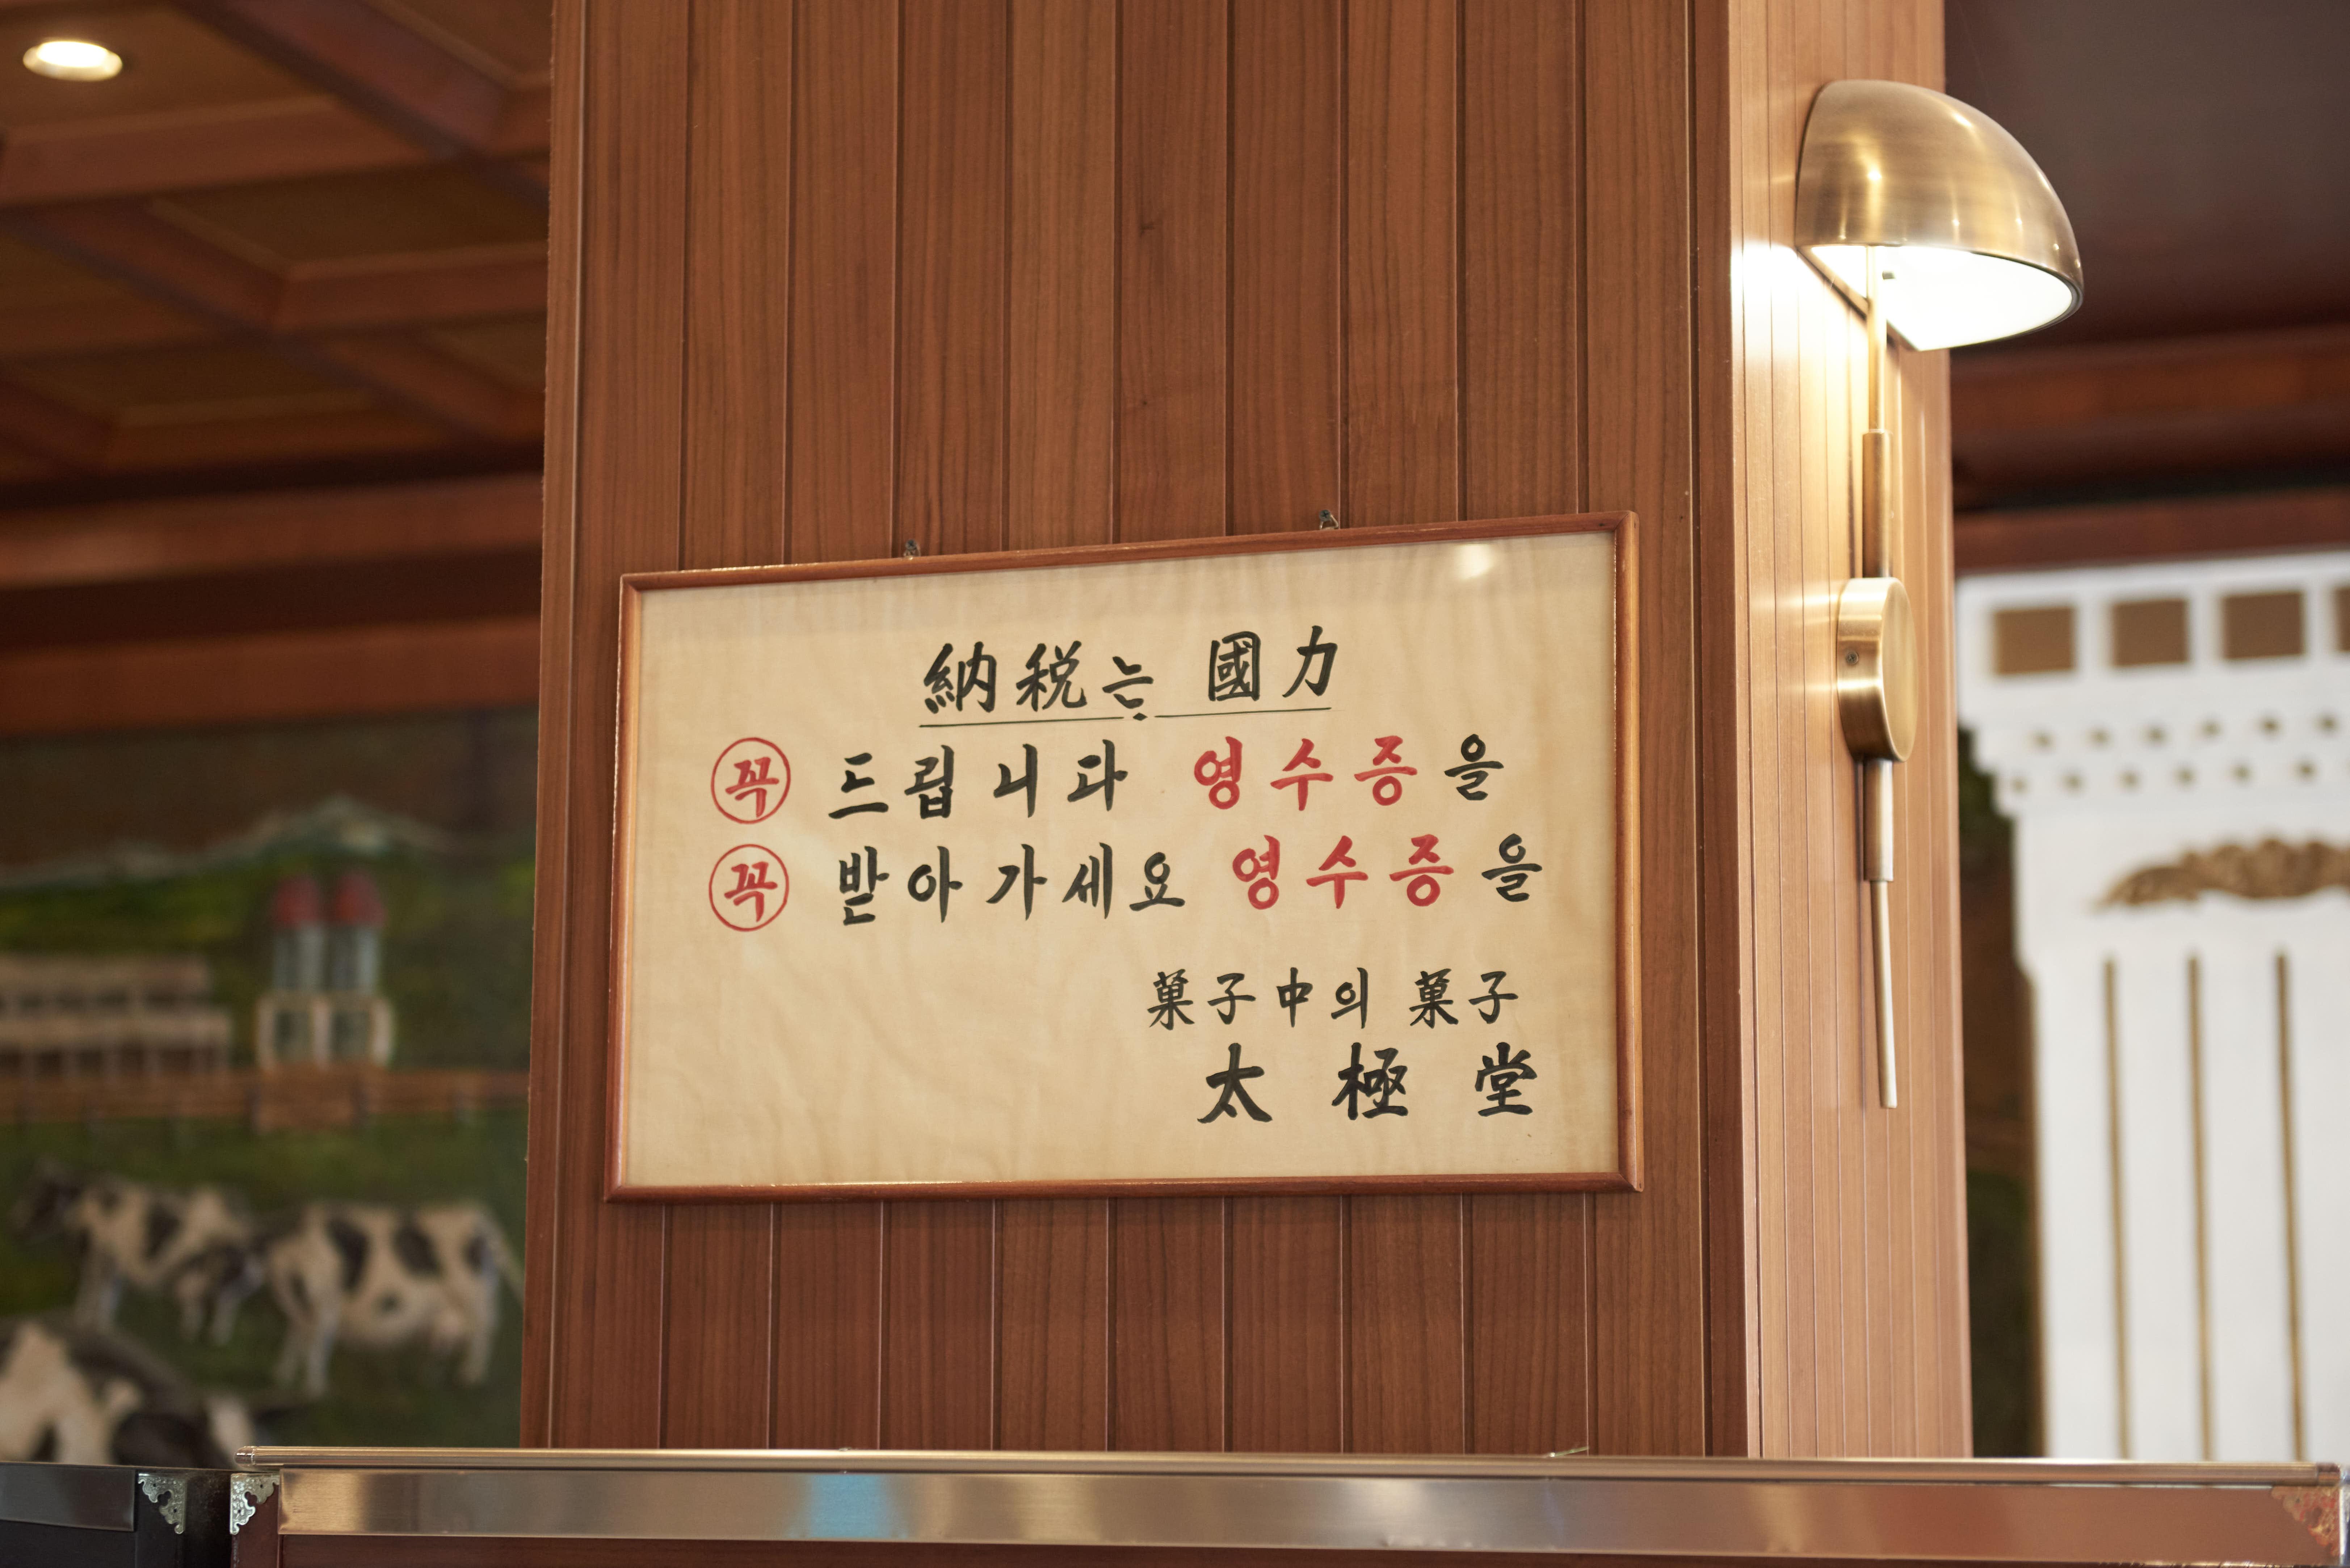 納税는 國力
꼭 드립니다 영수증을
꼭 받아가세요 영수증을
菓子中의 菓子
太極堂